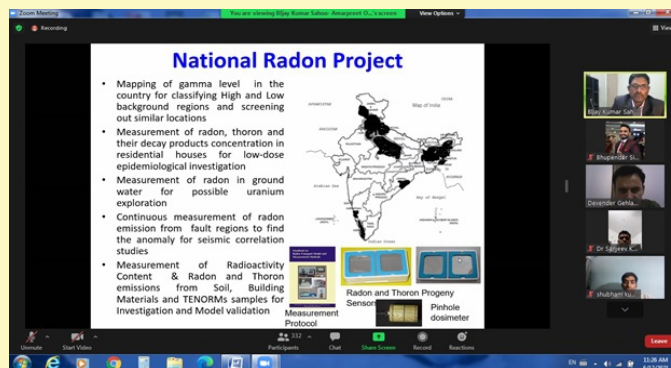 Zoom Meeting
You are viewing Bijay Kumar Sahoo- Amarpreet O...'s screen
View Options
Recording
View
National Radon Project
• Mapping of gamma level in the
country for classifying High and Low
background regions and screening
out similar locations
• Measurement of radon, thoron and
their decay products concentration in
residential houses for low-dose
epidemiological investigation
• Measurement of radon in ground
water for possible uranium
exploration
• Continuous measurement of radon
emission from fault regions to find
the anomaly for seismic correlation
studies
• Measurement of Radioactivity
Content & Radon and Thoron
emissions from Soil, Building
Materials and TENORMs samples for
Investigation and Model validation
Map of India
Measurement
Protocol
Radon and Thoron Progeny
Sensors
Pinhole
dosimeter
Bijay Kumar Sah...
Bhupender Si...
Devender Gehla...
Dr Sanjeev K...
shubham ku...
Unmute
Start Video
332
Participants
Chat
Share Screen
Record
Reactions
Leave
EN
11:26 AM